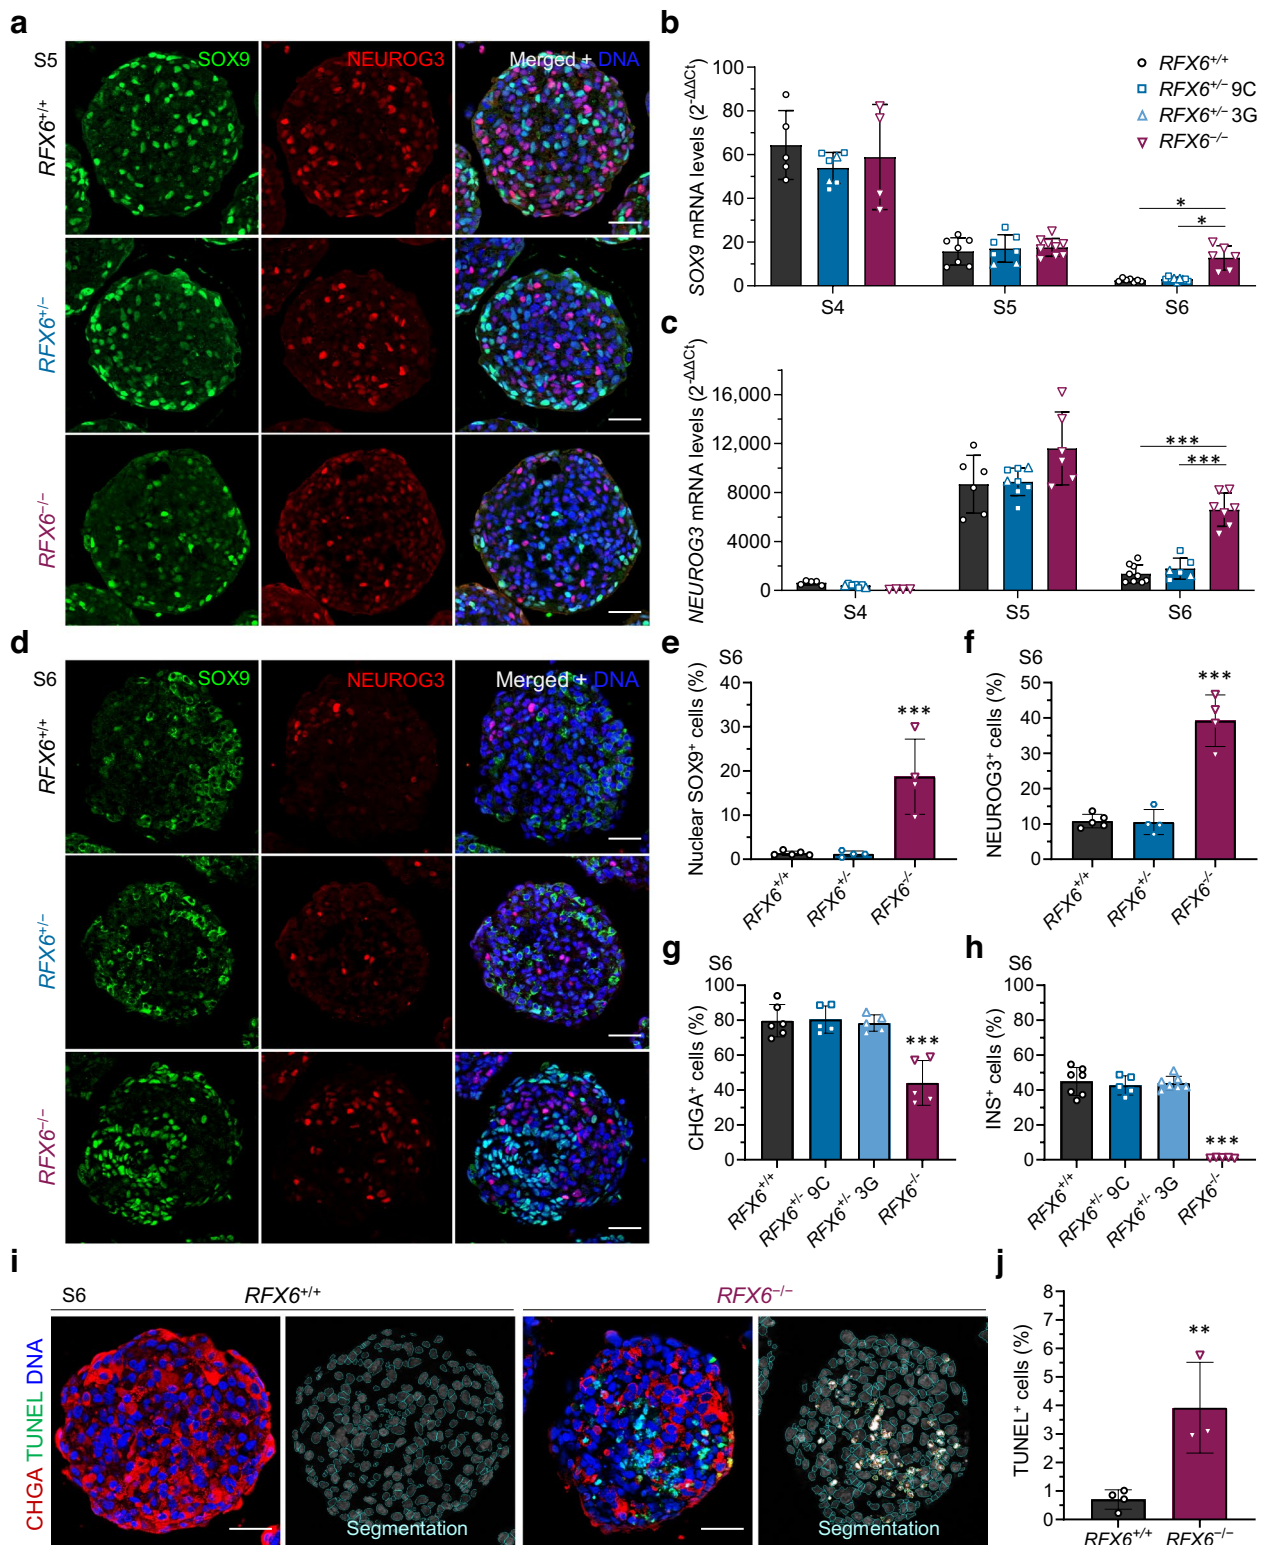 a
S5
SOX9
NEUROG3
Merged + DNA
RFX6+/+
RFX6+/−
RFX6−/−
b
SOX9 mRNA levels (2-ΔΔCt)
100
80
60
40
20
0
S4
S5
S6
*
*
RFX6+/+
RFX6+/− 9C
RFX6+/− 3G
RFX6−/−
c
NEUROG3 mRNA levels (2-ΔΔCt)
16,000
12,000
8000
4000
0
S4
S5
S6
***
***
d
S6
SOX9
NEUROG3
Merged + DNA
RFX6+/+
RFX6+/−
RFX6−/−
e
S6
Nuclear SOX9+ cells (%)
40
30
20
10
0
***
RFX6+/+
RFX6+/-
RFX6-/-
f
S6
NEUROG3+ cells (%)
50
40
30
20
10
0
***
RFX6+/+
RFX6+/-
RFX6-/-
g
S6
CHGA+ cells (%)
100
80
60
40
20
0
***
RFX6+/+
RFX6+/- 9C
RFX6+/- 3G
RFX6-/-
h
S6
INS+ cells (%)
100
80
60
40
20
0
***
RFX6+/+
RFX6+/- 9C
RFX6+/- 3G
RFX6-/-
i
S6
RFX6+/+
RFX6−/−
CHGA TUNEL DNA
Segmentation
Segmentation
j
TUNEL+ cells (%)
8
7
6
5
4
3
2
1
0
**
RFX6+/+
RFX6−/−